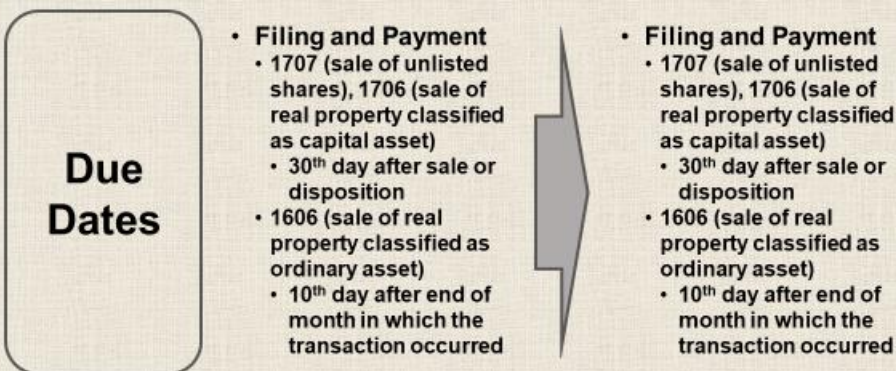 Due
Dates
• Filing and Payment
• 1707 (sale of unlisted
shares), 1706 (sale of
real property classified
as capital asset)
• 30th day after sale or
disposition
• 1606 (sale of real
property classified as
ordinary asset)
• 10th day after end of
month in which the
transaction occurred
• Filing and Payment
• 1707 (sale of unlisted
shares), 1706 (sale of
real property classified
as capital asset)
• 30th day after sale or
disposition
• 1606 (sale of real
property classified as
ordinary asset)
• 10th day after end of
month in which the
transaction occurred